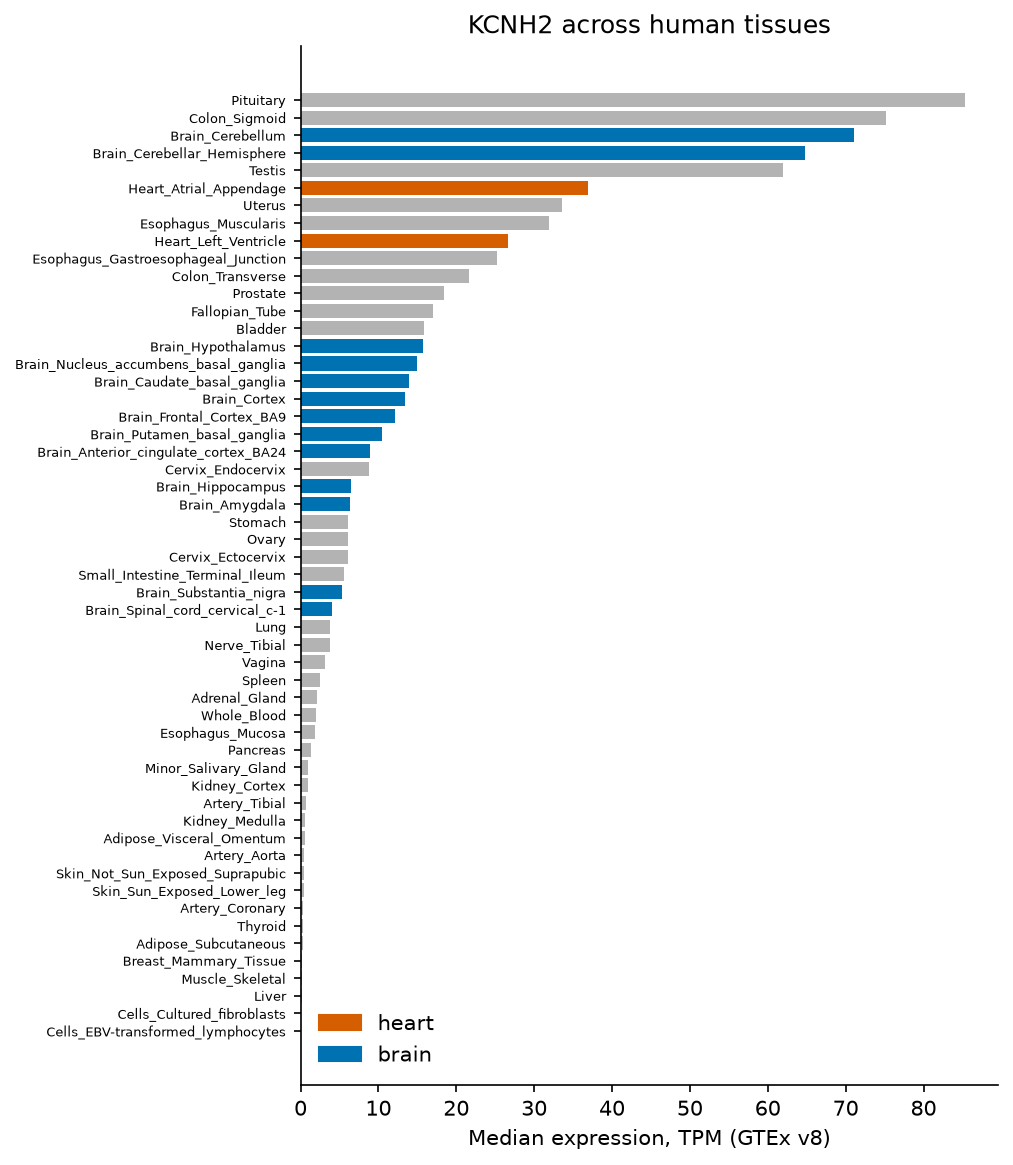 KCNH2 across human tissues
Pituitary
Colon_Sigmoid
Brain_Cerebellum
Brain_Cerebellar_Hemisphere
Testis
Heart_Atrial_Appendage
Uterus
Esophagus_Muscularis
Heart_Left_Ventricle
Esophagus_Gastroesophageal_Junction
Colon_Transverse
Prostate
Fallopian_Tube
Bladder
Brain_Hypothalamus
Brain_Nucleus_accumbens_basal_ganglia
Brain_Caudate_basal_ganglia
Brain_Cortex
Brain_Frontal_Cortex_BA9
Brain_Putamen_basal_ganglia
Brain_Anterior_cingulate_cortex_BA24
Cervix_Endocervix
Brain_Hippocampus
Brain_Amygdala
Stomach
Ovary
Cervix_Ectocervix
Small_Intestine_Terminal_Ileum
Brain_Substantia_nigra
Brain_Spinal_cord_cervical_c-1
Lung
Nerve_Tibial
Vagina
Spleen
Adrenal_Gland
Whole_Blood
Esophagus_Mucosa
Pancreas
Minor_Salivary_Gland
Kidney_Cortex
Artery_Tibial
Kidney_Medulla
Adipose_Visceral_Omentum
Artery_Aorta
Skin_Not_Sun_Exposed_Suprapubic
Skin_Sun_Exposed_Lower_leg
Artery_Coronary
Thyroid
Adipose_Subcutaneous
Breast_Mammary_Tissue
Muscle_Skeletal
Liver
Cells_Cultured_fibroblasts
Cells_EBV-transformed_lymphocytes
heart
brain
0 10 20 30 40 50 60 70 80
Median expression, TPM (GTEx v8)